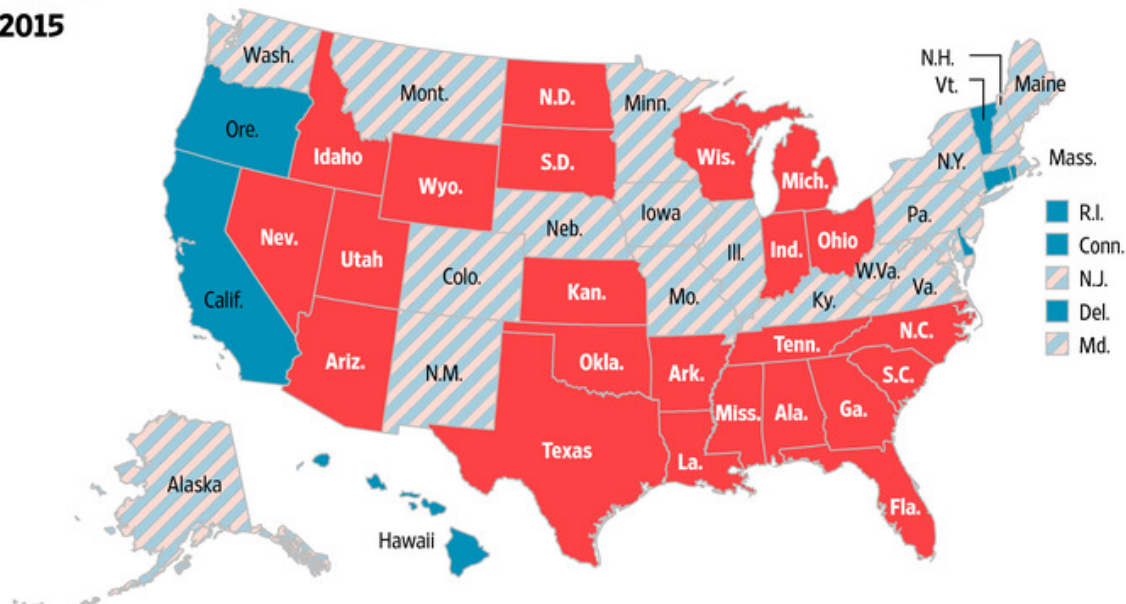 2015
Wash.
Mont.
N.D.
Minn.
N.H.
Vt.
Maine
Ore.
Idaho
S.D.
Wis.
Mich.
N.Y.
Mass.
Wyo.
R.I.
Conn.
N.J.
Del.
Md.
Nev.
Utah
Colo.
Neb.
Iowa
Ill.
Ind.
Ohio
Pa.
W.Va.
Va.
Calif.
Kan.
Mo.
Ky.
Ariz.
N.M.
Okla.
Ark.
Tenn.
N.C.
S.C.
Texas
La.
Miss.
Ala.
Ga.
Fla.
Alaska
Hawaii